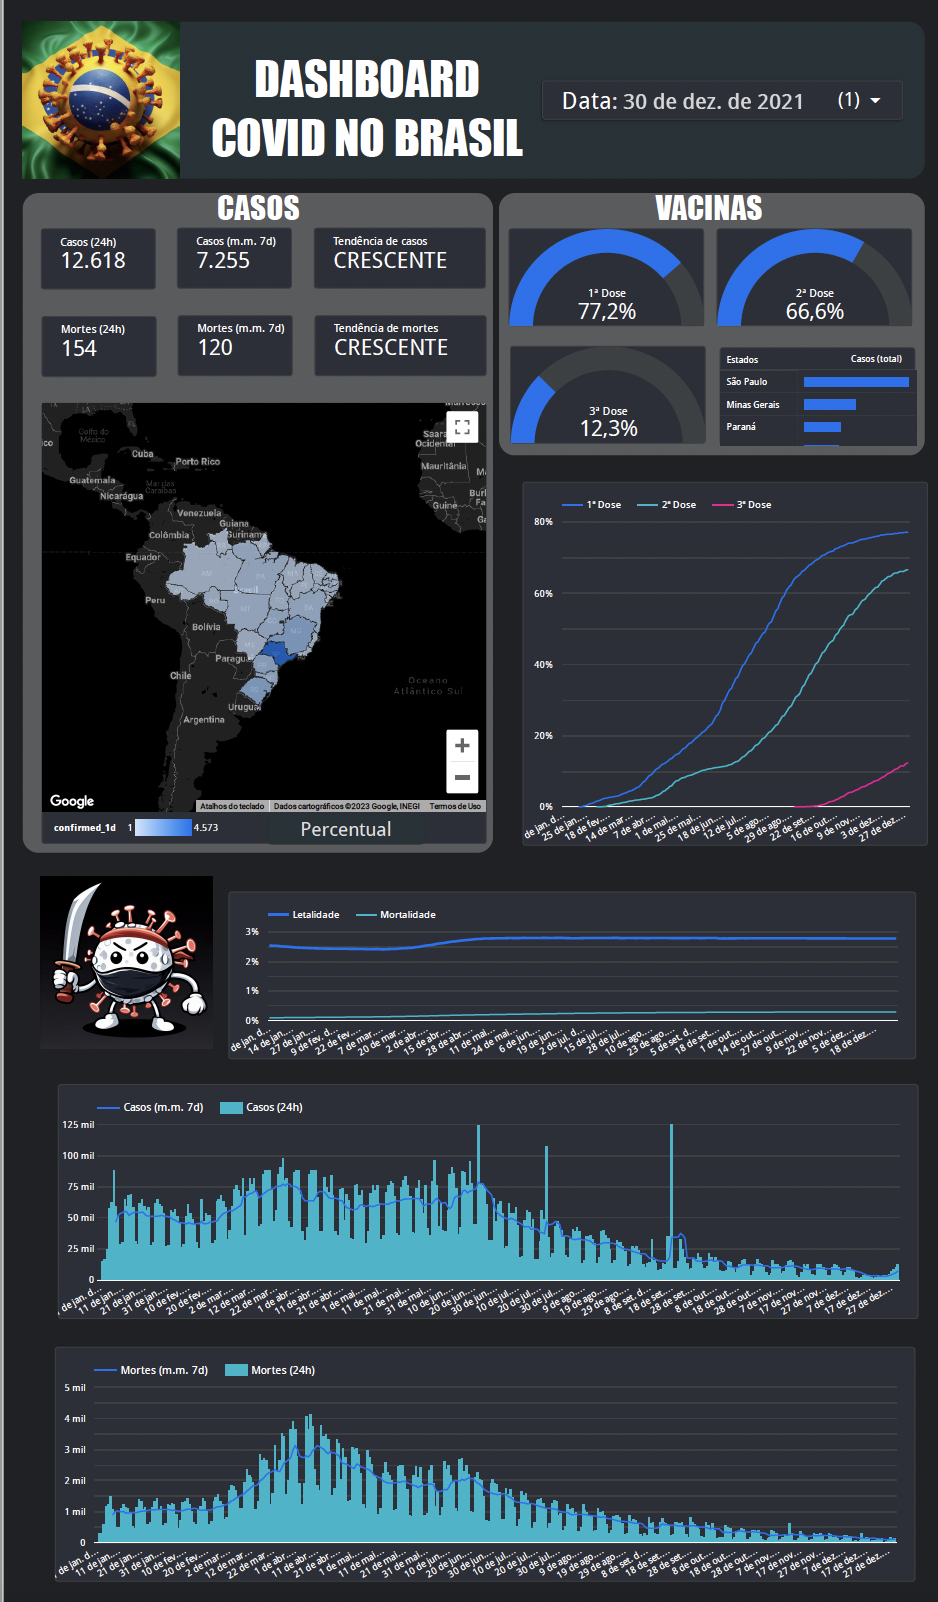 DASHBOARD
COVID NO BRASIL
Data: 30 de dez. de 2021 (1)
CASOS
Casos (24h)
12.618
Casos (m.m. 7d)
7.255
Tendência de casos
CRESCENTE
Mortes (24h)
154
Mortes (m.m. 7d)
120
Tendência de mortes
CRESCENTE
VACINAS
1ª Dose
77,2%
2ª Dose
66,6%
3ª Dose
12,3%
Estados Casos (total)
São Paulo
Minas Gerais
Paraná
Golfo do
México
Cuba
Porto Rico
Guatemala
Mar das
Caraíbas
Nicarágua
Venezuela
Guiana
Suriname
Colômbia
Equador
Peru
Brasil
Bolívia
Paragua
Chile
Urugua
Argentina
Saara
Ocidental
Mauritânia
Guiné
Oceano
Atlântico Sul
Google
Atalhos do teclado Dados cartográficos ©2023 Google, INEGI Termos de Uso
confirmed_1d 1 4.573
Percentual
1ª Dose 2ª Dose 3ª Dose
80%
60%
40%
20%
0%
de jan. d... 25 de jan.... 18 de fev.... 14 de mar... 7 de abr.... 1 de mai.... 25 de mai... 18 de jun.... 12 de jul.... 5 de ago.... 29 de ago.... 22 de set.... 16 de out.... 9 de nov.... 3 de dez.... 27 de dez....
Letalidade Mortalidade
3%
2%
1%
0%
de jan. d... 14 de jan.... 27 de jan.... 9 de fev. d... 22 de fev.... 7 de mar.... 20 de mar... 2 de abr.... 15 de abr.... 28 de abr.... 11 de mai.... 24 de mai.... 6 de jun.... 19 de jun.... 2 de jul. d... 15 de jul.... 28 de jul.... 10 de ago.... 23 de ago.... 5 de set. d... 18 de set.... 1 de out.... 14 de out.... 27 de out.... 9 de nov.... 22 de nov.... 5 de dez.... 18 de dez....
Casos (m.m. 7d) Casos (24h)
125 mil
100 mil
75 mil
50 mil
25 mil
0
de jan. d... 11 de jan.... 21 de jan.... 31 de jan.... 10 de fev.... 20 de fev.... 2 de mar.... 12 de mar.... 22 de mar.... 1 de abr.... 11 de abr.... 21 de abr.... 1 de mai.... 11 de mai.... 21 de mai.... 31 de mai.... 10 de jun.... 20 de jun.... 30 de jun.... 10 de jul.... 20 de jul.... 30 de jul.... 9 de ago.... 19 de ago.... 29 de ago.... 8 de set. d... 18 de set.... 28 de set.... 8 de out.... 18 de out.... 28 de out.... 7 de nov.... 17 de nov.... 27 de nov.... 7 de dez.... 17 de dez.... 27 de dez....
Mortes (m.m. 7d) Mortes (24h)
5 mil
4 mil
3 mil
2 mil
1 mil
0
1 de jan. d... 11 de jan.... 21 de jan.... 31 de jan.... 10 de fev.... 20 de fev.... 2 de mar.... 12 de mar.... 22 de mar.... 1 de abr.... 11 de abr.... 21 de abr.... 1 de mai.... 11 de mai.... 21 de mai.... 31 de mai.... 10 de jun.... 20 de jun.... 30 de jun.... 10 de jul.... 20 de jul.... 30 de jul.... 9 de ago.... 19 de ago.... 29 de ago.... 8 de set. d... 18 de set.... 28 de set.... 8 de out.... 18 de out.... 28 de out.... 7 de nov.... 17 de nov.... 27 de nov.... 7 de dez.... 17 de dez.... 27 de dez....